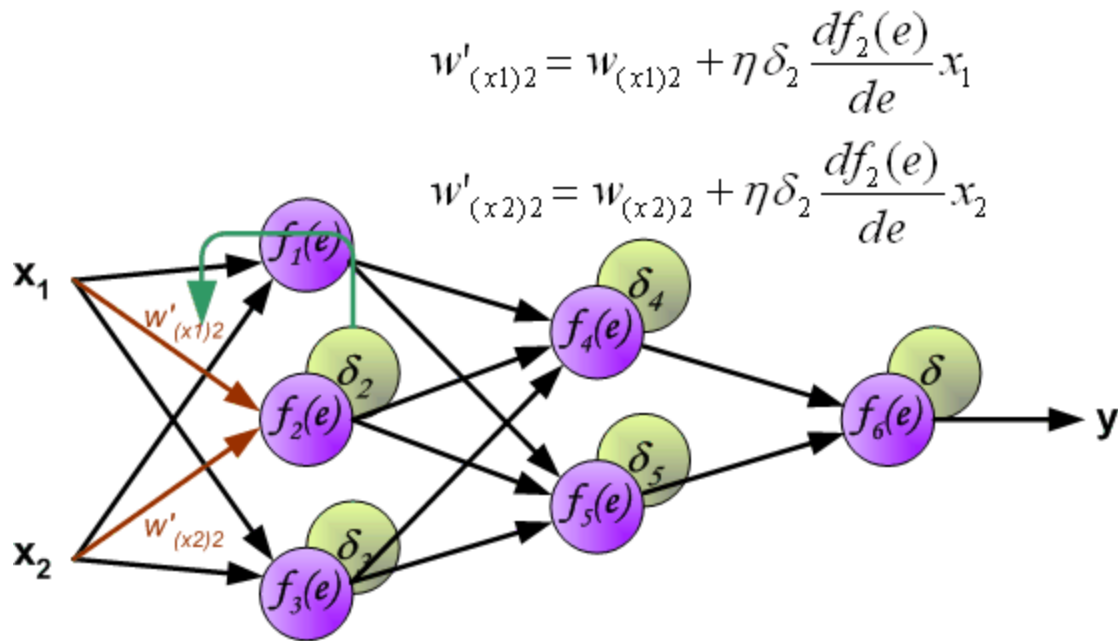 w'(x1)2 = w(x1)2 + η δ2 df2(e)/de x1
w'(x2)2 = w(x2)2 + η δ2 df2(e)/de x2
f1(e)
x1
δ4
w'(x1)2
f4(e)
δ2
δ
f2(e)
f6(e)
y
δ5
f5(e)
w'(x2)2
x2
δ3
f3(e)